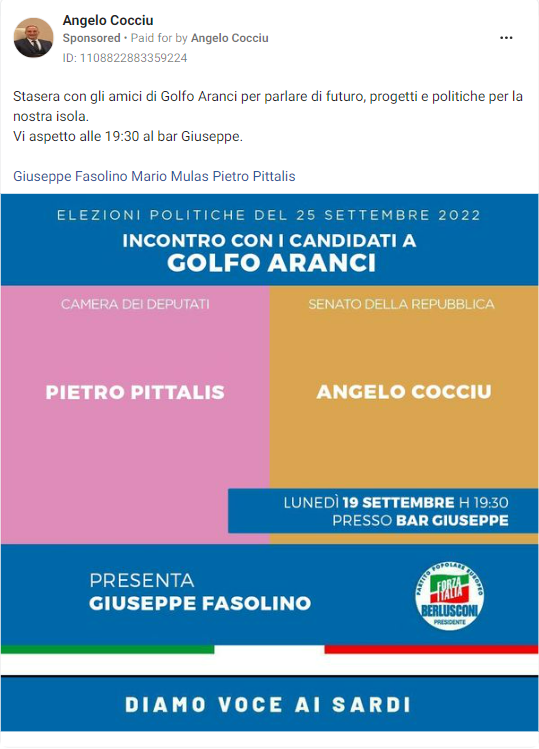 Angelo Cocciu
Sponsored • Paid for by Angelo Cocciu
ID: 1108822883359224
Stasera con gli amici di Golfo Aranci per parlare di futuro, progetti e politiche per la
nostra isola.
Vi aspetto alle 19:30 al bar Giuseppe.
Giuseppe Fasolino Mario Mulas Pietro Pittalis
ELEZIONI POLITICHE DEL 25 SETTEMBRE 2022
INCONTRO CON I CANDIDATI A
GOLFO ARANCI
CAMERA DEI DEPUTATI
PIETRO PITTALIS
SENATO DELLA REPUBBLICA
ANGELO COCCIU
LUNEDÌ 19 SETTEMBRE H 19:30
PRESSO BAR GIUSEPPE
PRESENTA
GIUSEPPE FASOLINO
PARTITO POPOLARE EUROPEO
FORZA
ITALIA
BERLUSCONI
PRESIDENTE
DIAMO VOCE AI SARDI